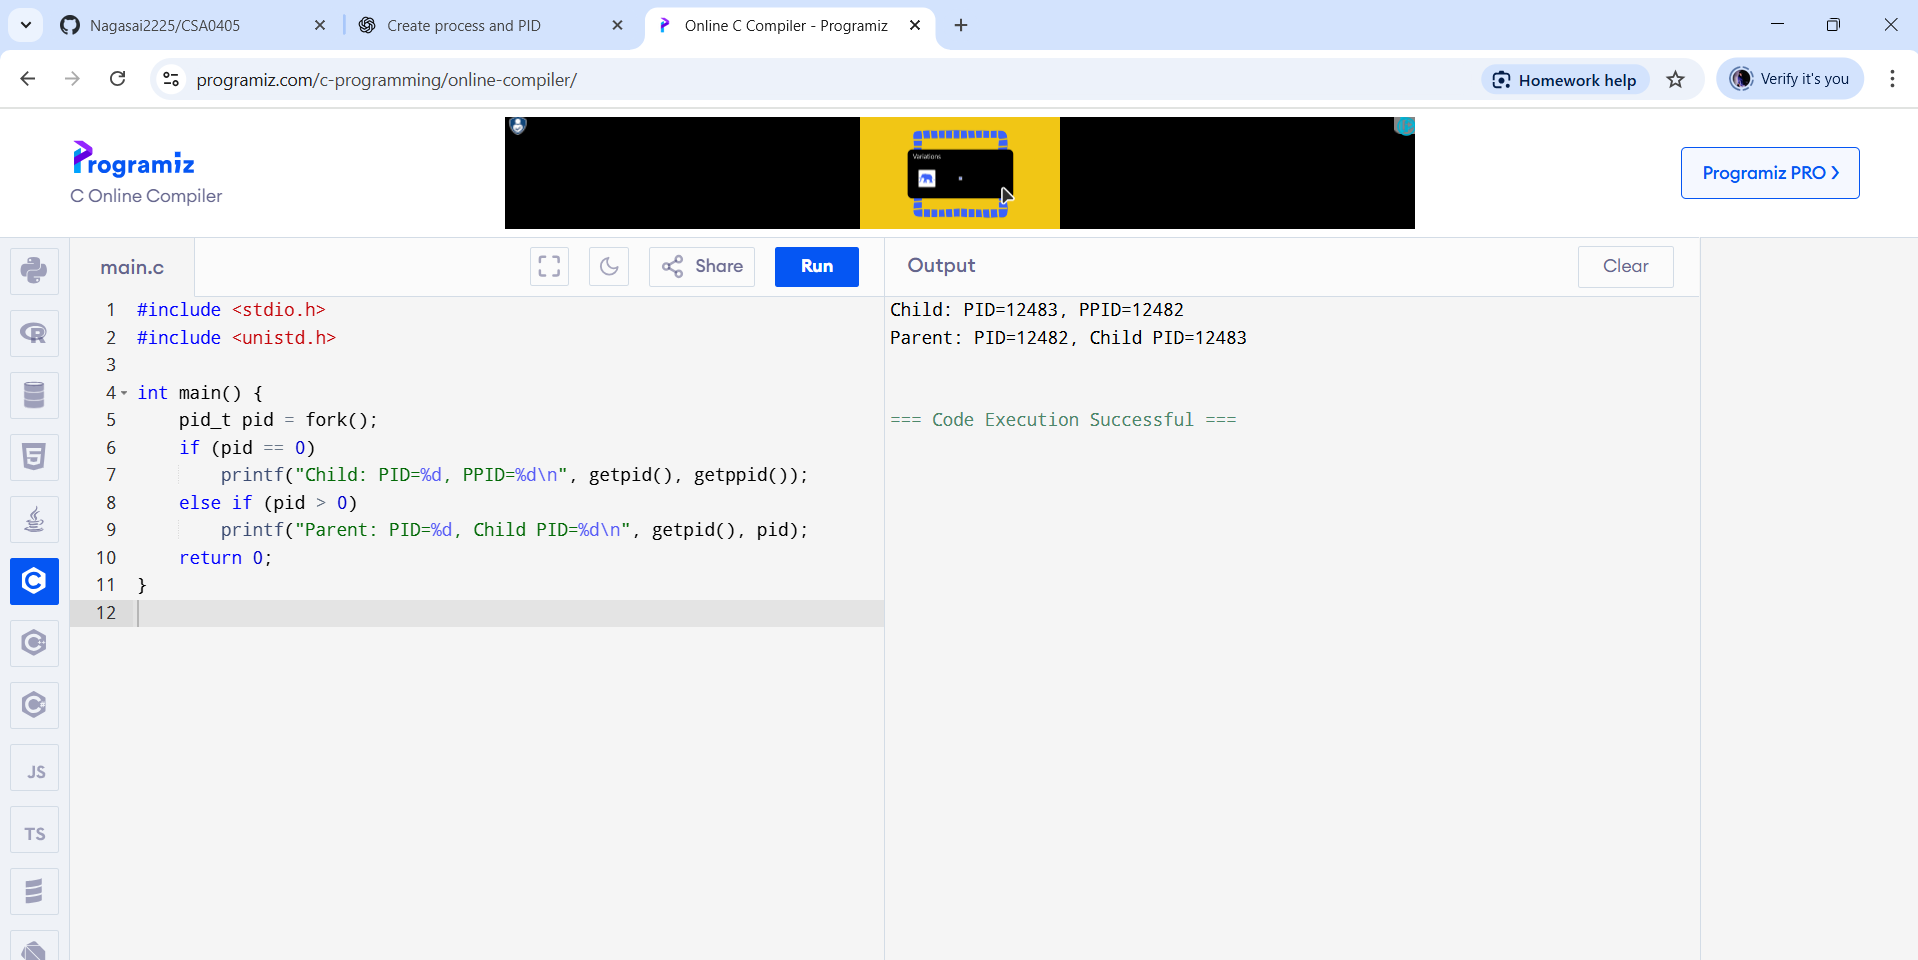 Nagasai2225/CSA0405
Create process and PID
Online C Compiler - Programiz
programiz.com/c-programming/online-compiler/
Homework help
Verify it's you
Programiz
C Online Compiler
Variations
Programiz PRO
main.c
Share
Run
Output
Clear
1 #include <stdio.h>
2 #include <unistd.h>
3
4 int main() {
5 pid_t pid = fork();
6 if (pid == 0)
7 printf("Child: PID=%d, PPID=%d\n", getpid(), getppid());
8 else if (pid > 0)
9 printf("Parent: PID=%d, Child PID=%d\n", getpid(), pid);
10 return 0;
11 }
12
Child: PID=12483, PPID=12482
Parent: PID=12482, Child PID=12483
=== Code Execution Successful ===
R
5
C
C
C
JS
TS